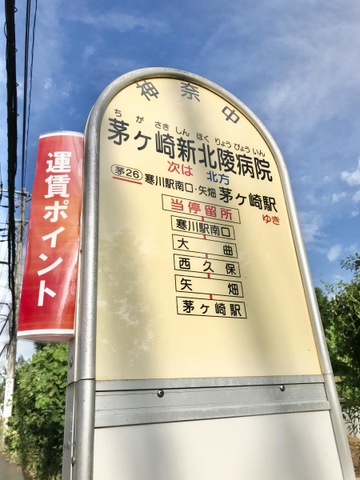 神奈中
ちがさきしんほくりょうびょういん
茅ヶ崎新北陵病院
次は 北方
茅26 寒川駅南口・矢畑 茅ヶ崎駅 ゆき
当停留所
寒川駅南口
大曲
西久保
矢畑
茅ヶ崎駅
運賃ポイント